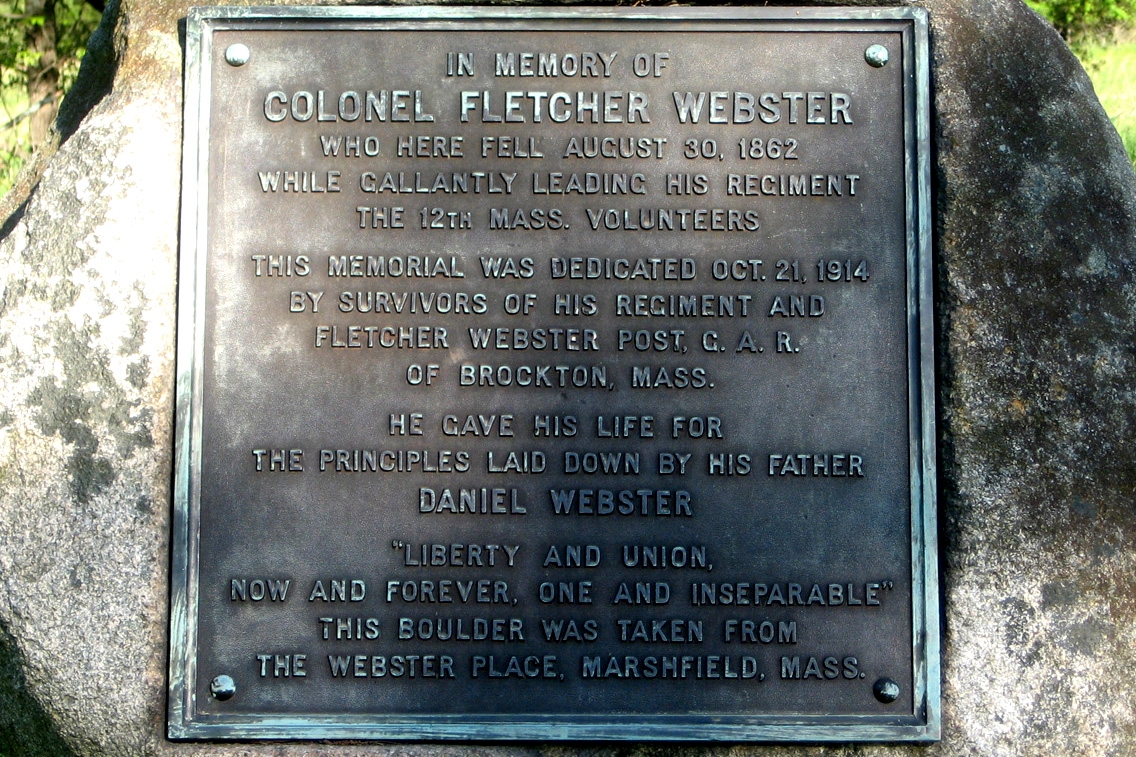 IN MEMORY OF
COLONEL FLETCHER WEBSTER
WHO HERE FELL AUGUST 30, 1862
WHILE GALLANTLY LEADING HIS REGIMENT
THE 12TH MASS. VOLUNTEERS
THIS MEMORIAL WAS DEDICATED OCT. 21, 1914
BY SURVIVORS OF HIS REGIMENT AND
FLETCHER WEBSTER POST, G. A. R.
OF BROCKTON, MASS.
HE GAVE HIS LIFE FOR
THE PRINCIPLES LAID DOWN BY HIS FATHER
DANIEL WEBSTER
"LIBERTY AND UNION,
NOW AND FOREVER, ONE AND INSEPARABLE"
THIS BOULDER WAS TAKEN FROM
THE WEBSTER PLACE, MARSHFIELD, MASS.